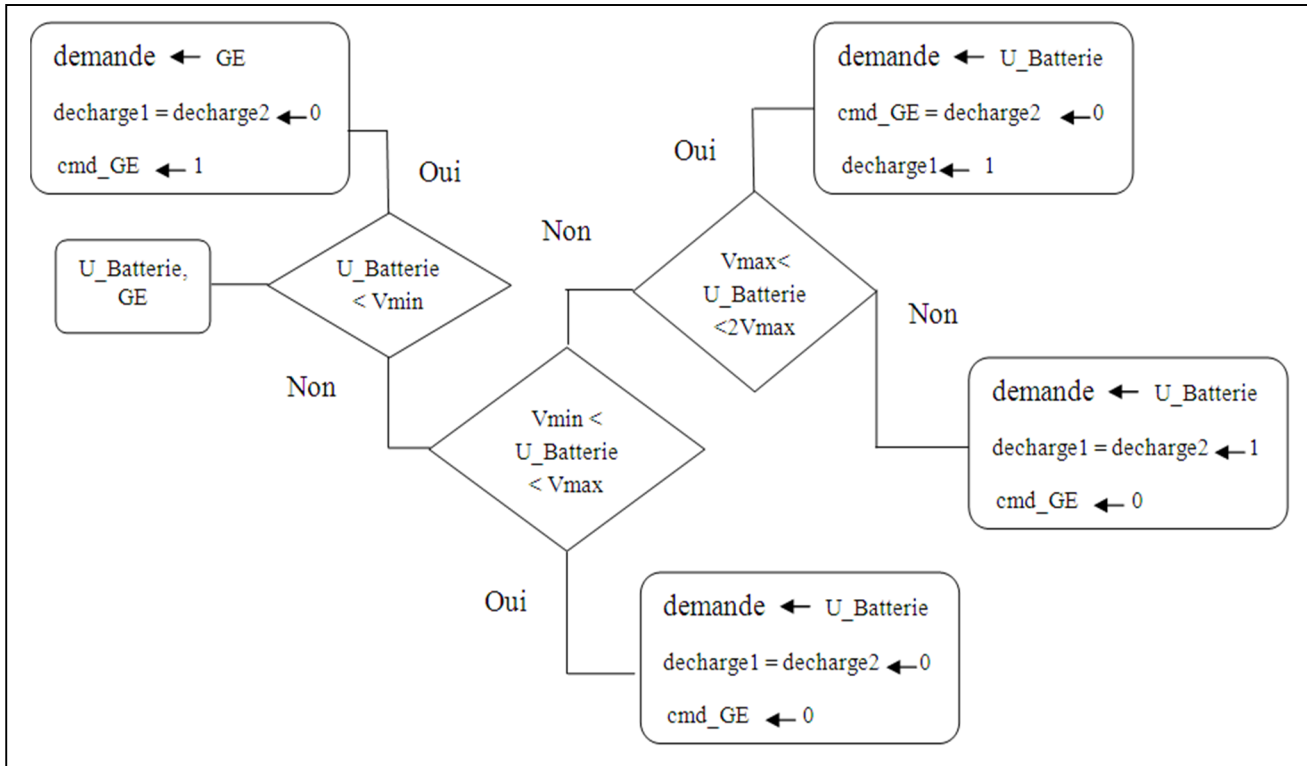 demande ← GE
decharge1 = decharge2 ← 0
cmd_GE ← 1
Oui
U_Batterie,
GE
U_Batterie
< Vmin
Non
Vmin <
U_Batterie
< Vmax
Oui
demande ← U_Batterie
decharge1 = decharge2 ← 0
cmd_GE ← 0
Non
Vmax<
U_Batterie
<2Vmax
Oui
demande ← U_Batterie
cmd_GE = decharge2 ← 0
decharge1 ← 1
Non
demande ← U_Batterie
decharge1 = decharge2 ← 1
cmd_GE ← 0